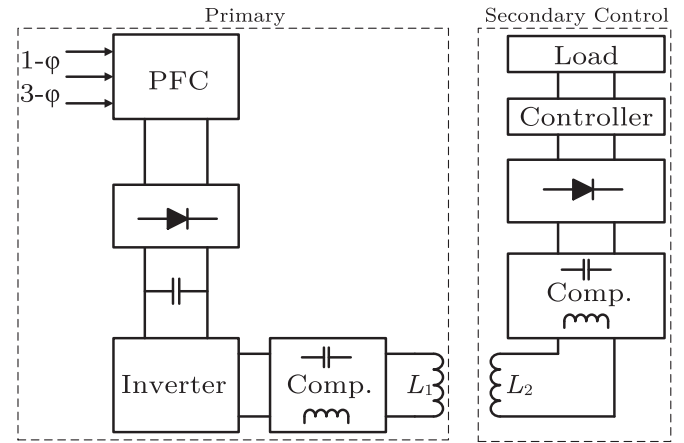 Primary
Secondary Control
1-φ
3-φ
PFC
Load
Controller
Comp.
Inverter
Comp.
L₁
L₂